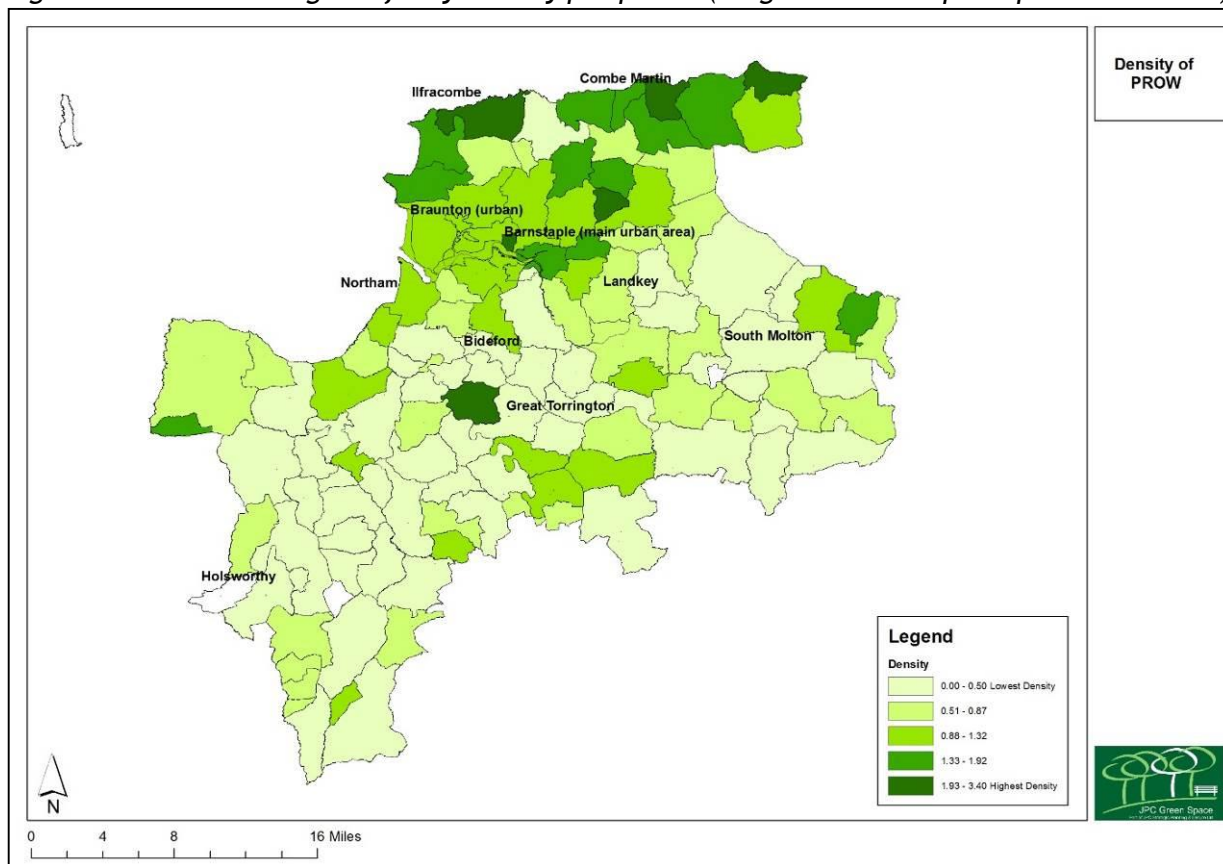 Density of
PROW
Combe Martin
Ilfracombe
Braunton (urban)
Barnstaple (main urban area)
Northam
Landkey
South Molton
Bideford
Great Torrington
Holsworthy
Legend
Density
0.00 - 0.50 Lowest Density
0.51 - 0.87
0.88 - 1.32
1.33 - 1.92
1.93 - 3.40 Highest Density
N
0 4 8 16 Miles
JPC Green Space